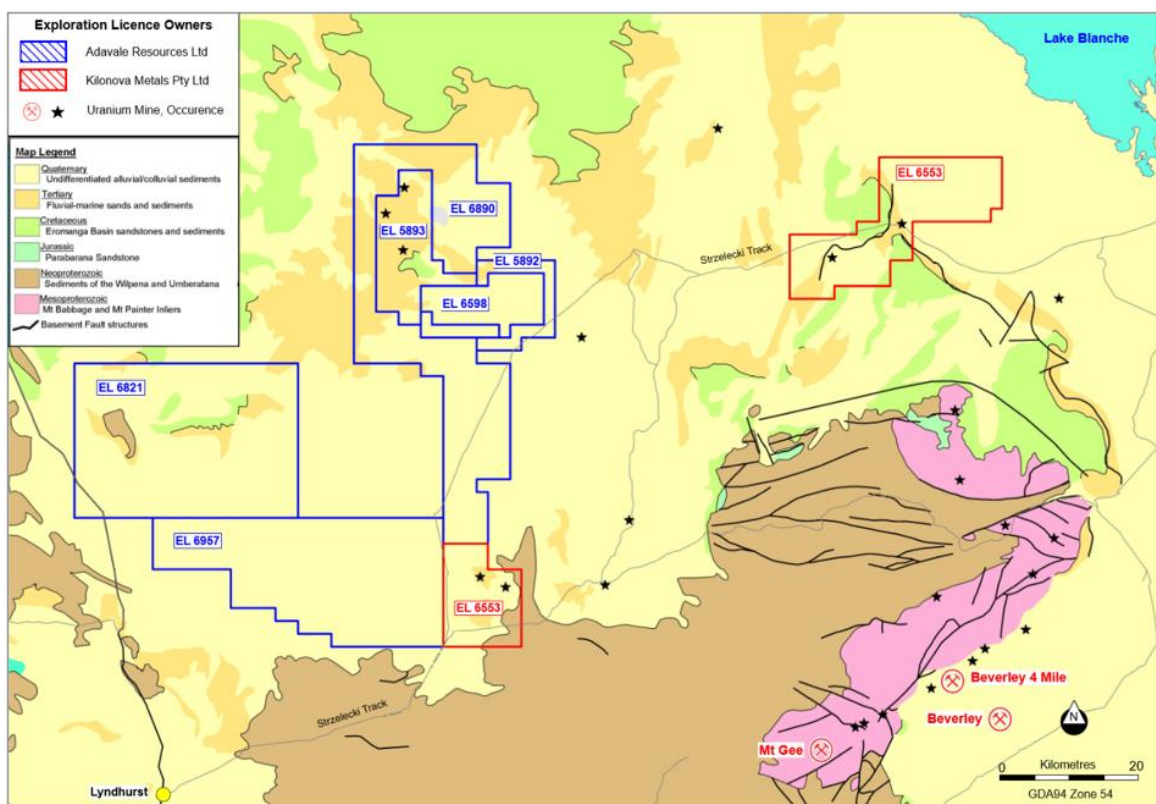 Exploration Licence Owners
Adavale Resources Ltd
Kilonova Metals Pty Ltd
Uranium Mine, Occurence
Map Legend
Quaternary
Undifferentiated alluvial/colluvial sediments
Tertiary
Fluvial-marine sands and sediments
Cretaceous
Eromanga Basin sandstones and sediments
Jurassic
Parabarana Sandstone
Neoproterozoic
Sediments of the Wilpena and Umberatana
Mesoproterozoic
Mt Babbage and Mt Painter Inliers
Basement Fault structures
Lake Blanche
EL 6553
EL 6890
EL 5893
EL 5892
Strzelecki Track
EL 6598
EL 6821
EL 6957
EL 6553
Beverley 4 Mile
Beverley
Mt Gee
Strzelecki Track
Lyndhurst
N
Kilometres
0 20
GDA94 Zone 54